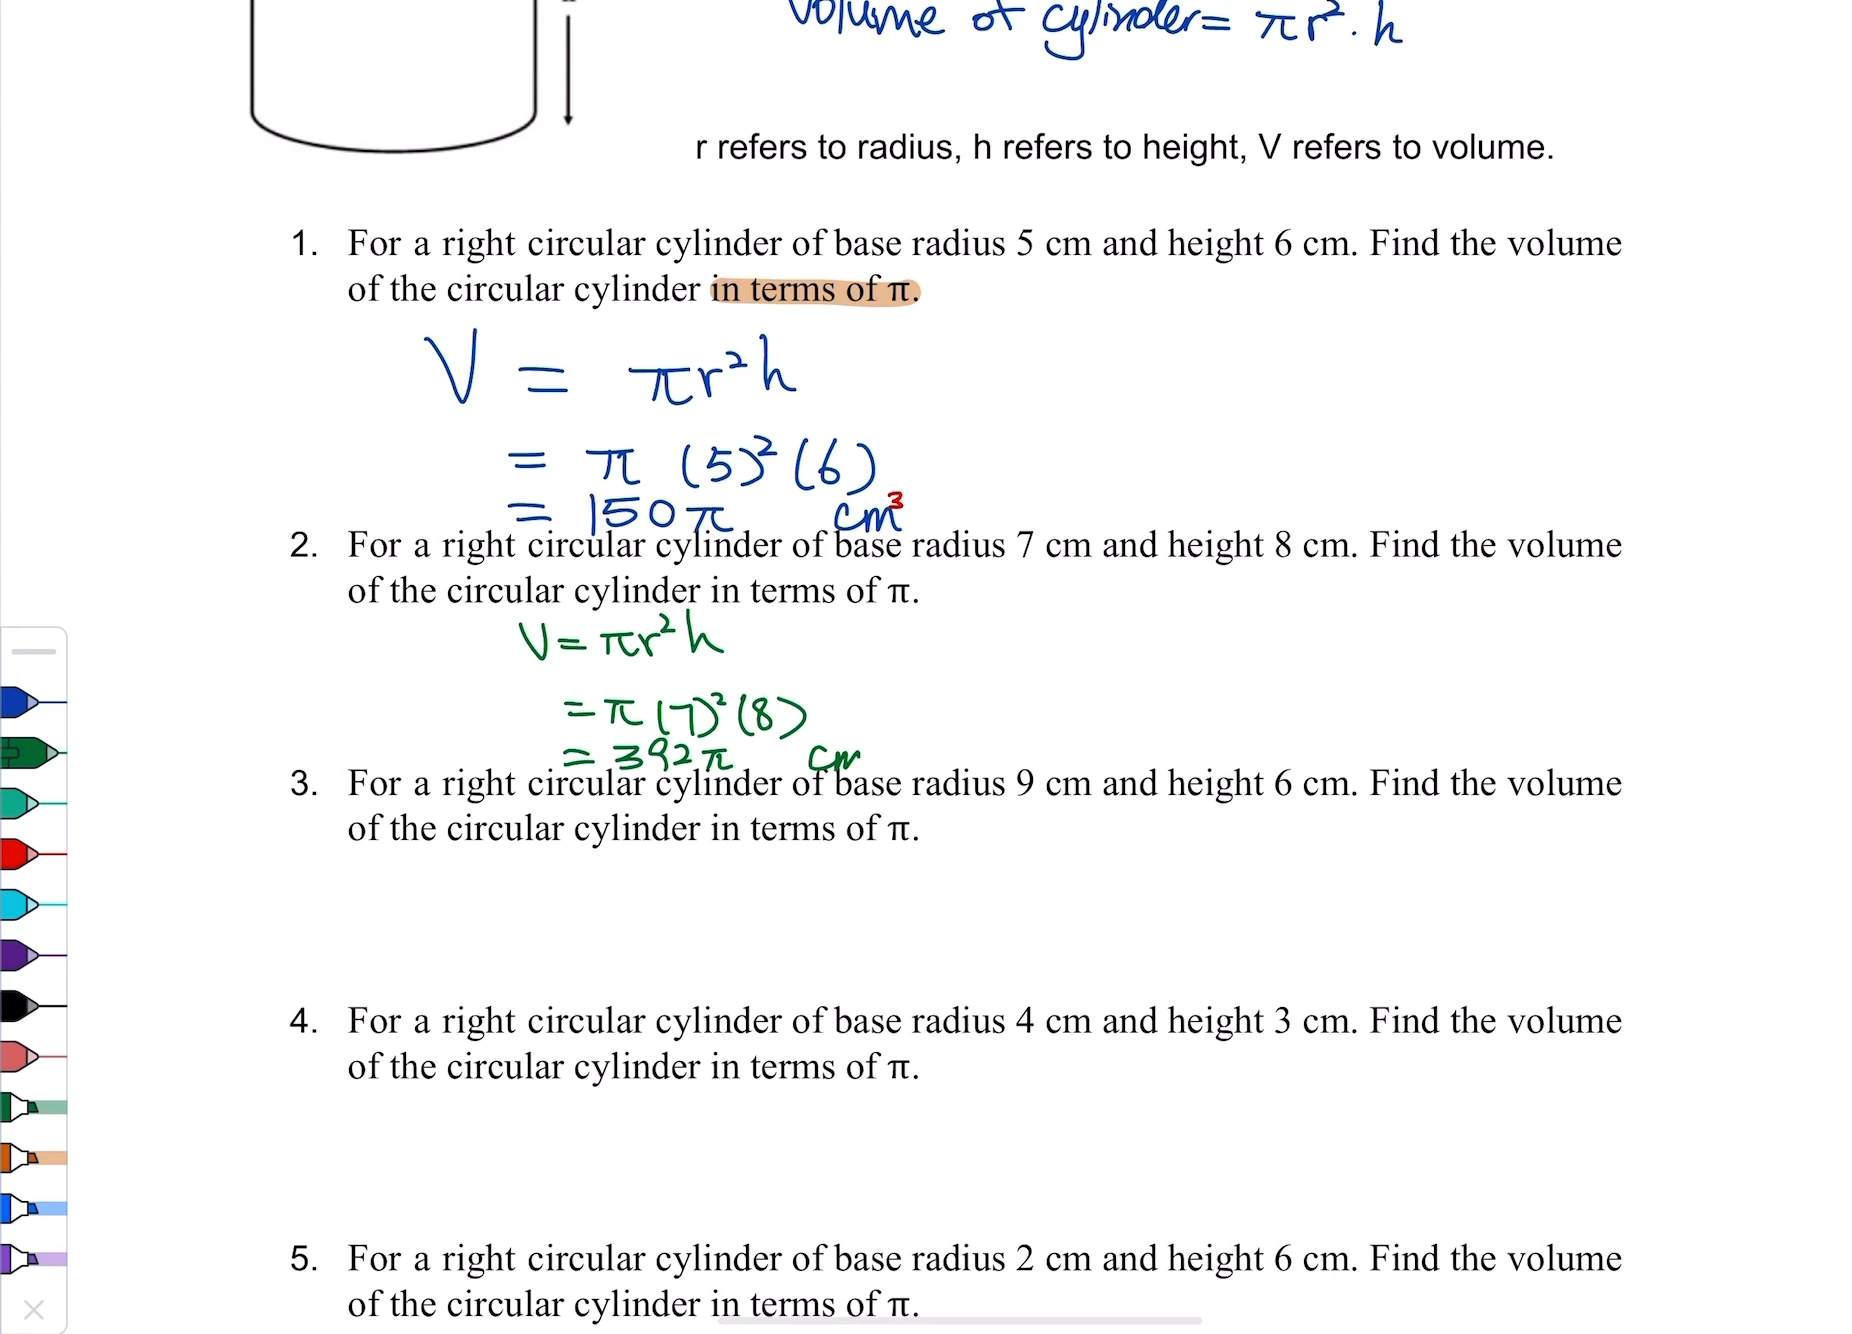 Volume of cylinder = πr². h
r refers to radius, h refers to height, V refers to volume.
1. For a right circular cylinder of base radius 5 cm and height 6 cm. Find the volume
of the circular cylinder in terms of π.
V = πr²h
= π (5)² (6)
= 150π cm³
2. For a right circular cylinder of base radius 7 cm and height 8 cm. Find the volume
of the circular cylinder in terms of π.
V = πr²h
= π (7)² (8)
= 392π cm
3. For a right circular cylinder of base radius 9 cm and height 6 cm. Find the volume
of the circular cylinder in terms of π.
4. For a right circular cylinder of base radius 4 cm and height 3 cm. Find the volume
of the circular cylinder in terms of π.
5. For a right circular cylinder of base radius 2 cm and height 6 cm. Find the volume
of the circular cylinder in terms of π.